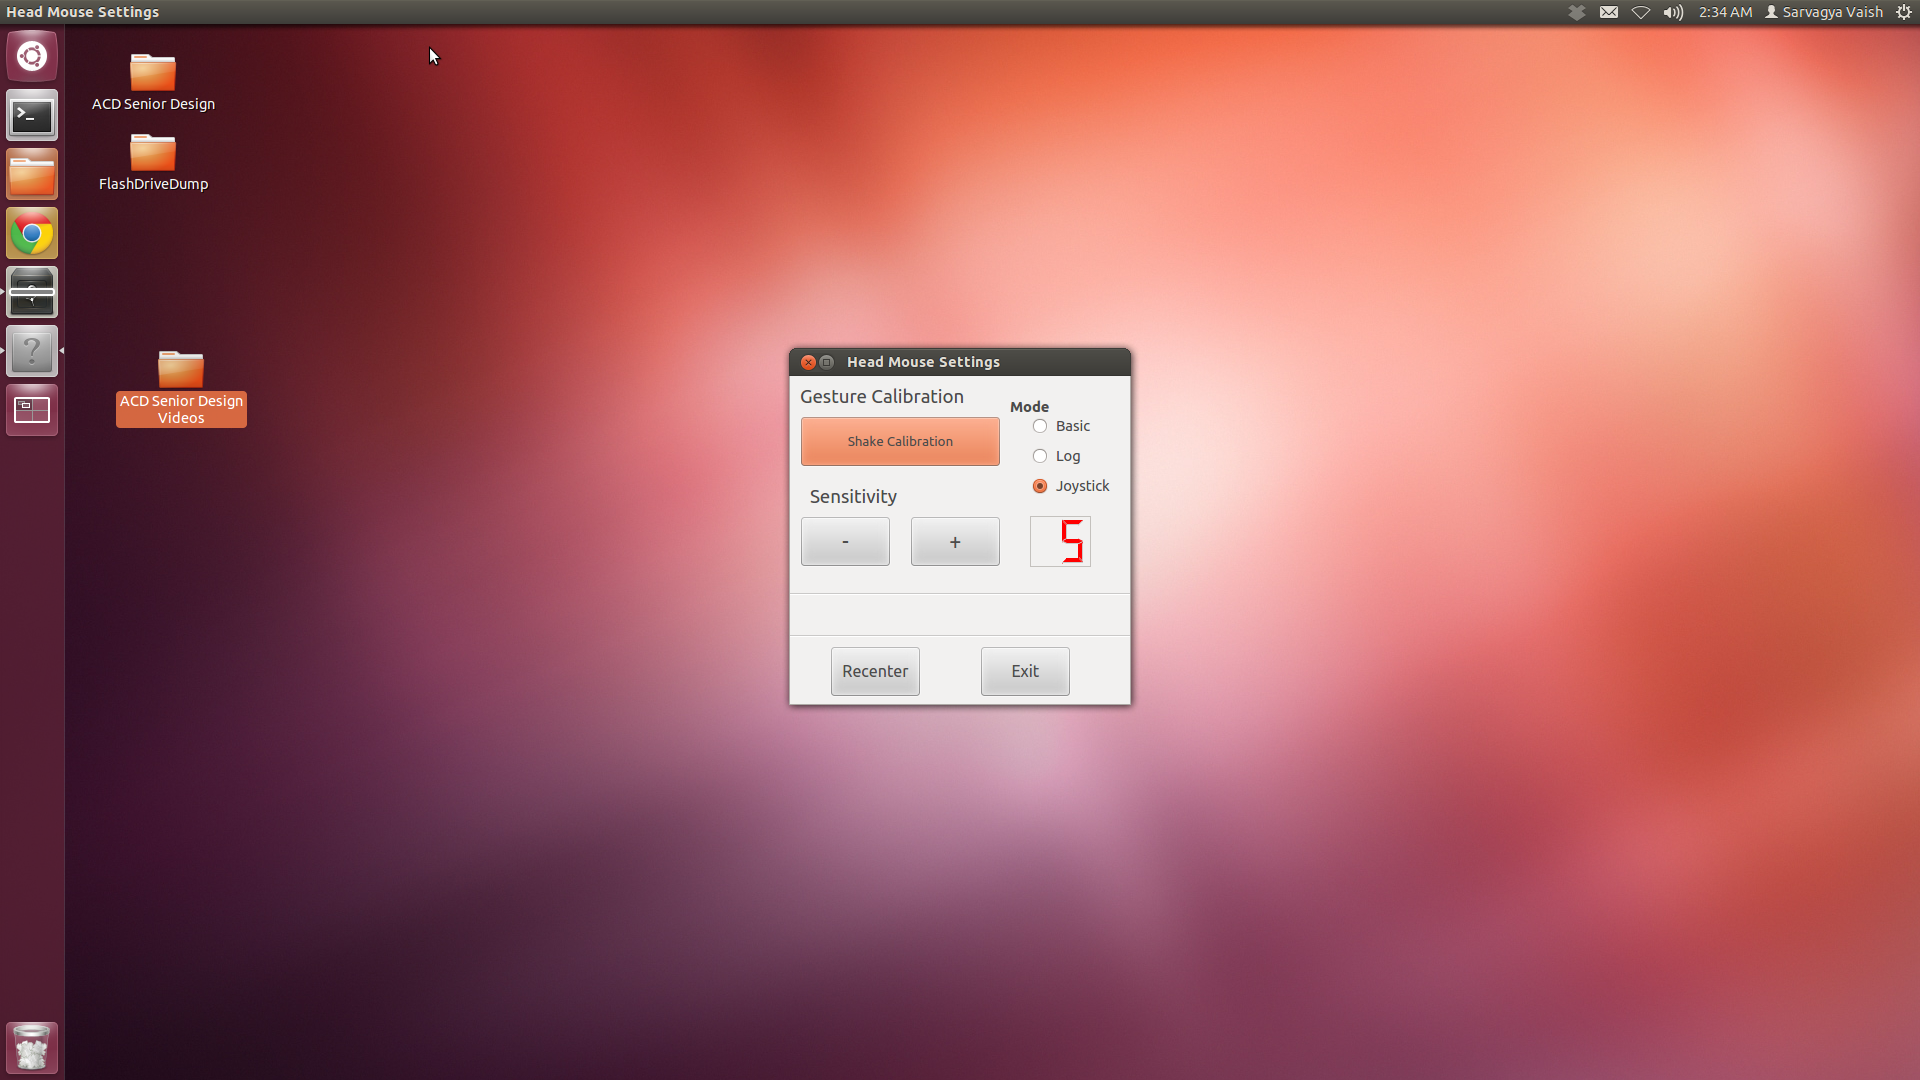 Head Mouse Settings
2:34 AM
Sarvagya Vaish
ACD Senior Design
FlashDriveDump
ACD Senior Design
Videos
Head Mouse Settings
Gesture Calibration
Shake Calibration
Mode
Basic
Log
Joystick
Sensitivity
- +
5
Recenter
Exit
>_
?